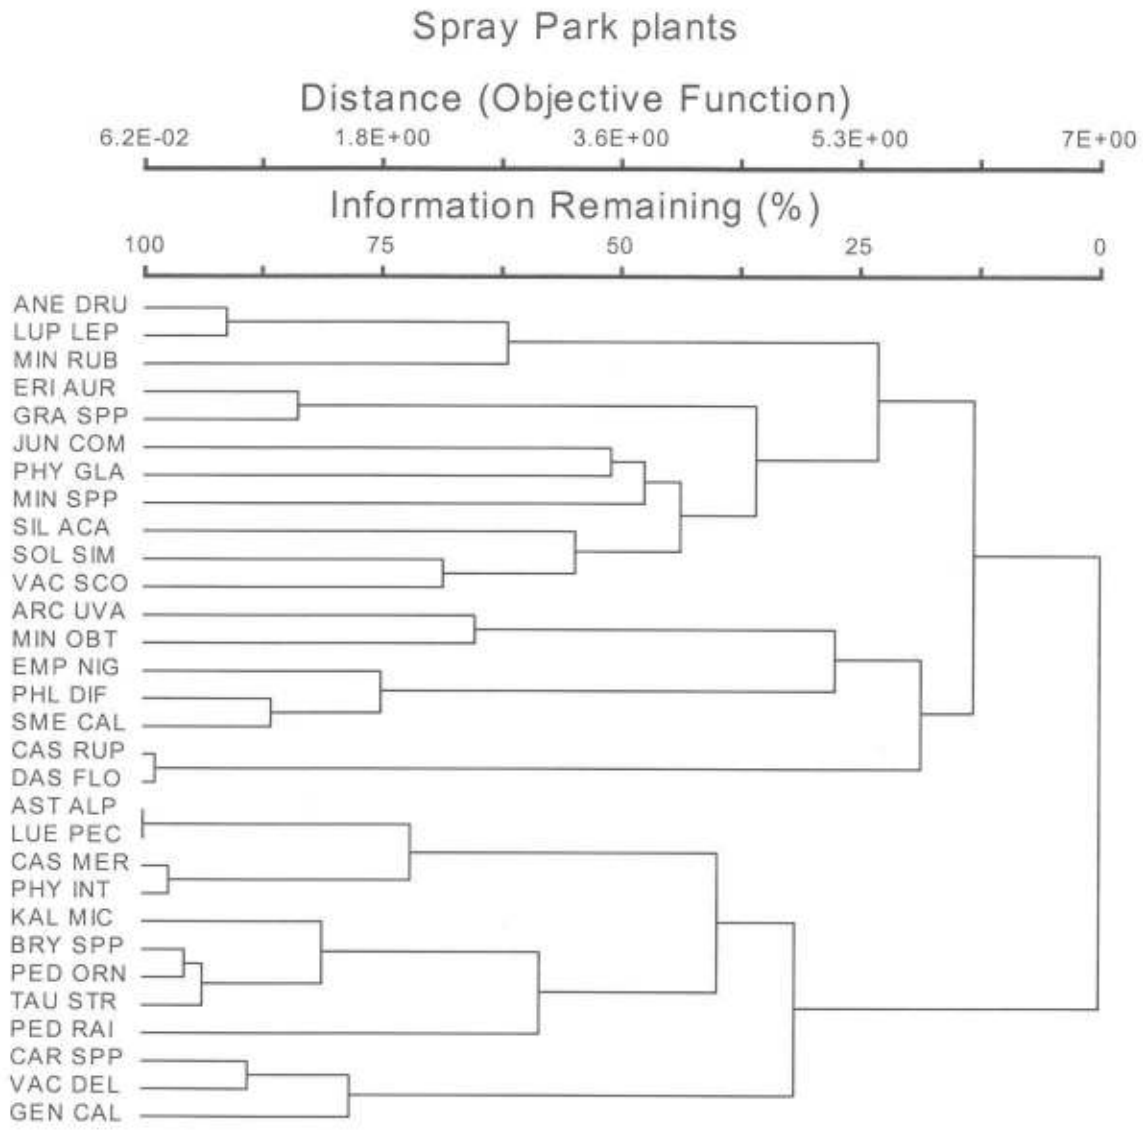 Spray Park plants
Distance (Objective Function)
6.2E-02 1.8E+00 3.6E+00 5.3E+00 7E+00
Information Remaining (%)
100 75 50 25 0
ANE DRU
LUP LEP
MIN RUB
ERI AUR
GRA SPP
JUN COM
PHY GLA
MIN SPP
SIL ACA
SOL SIM
VAC SCO
ARC UVA
MIN OBT
EMP NIG
PHL DIF
SME CAL
CAS RUP
DAS FLO
AST ALP
LUE PEC
CAS MER
PHY INT
KAL MIC
BRY SPP
PED ORN
TAU STR
PED RAI
CAR SPP
VAC DEL
GEN CAL